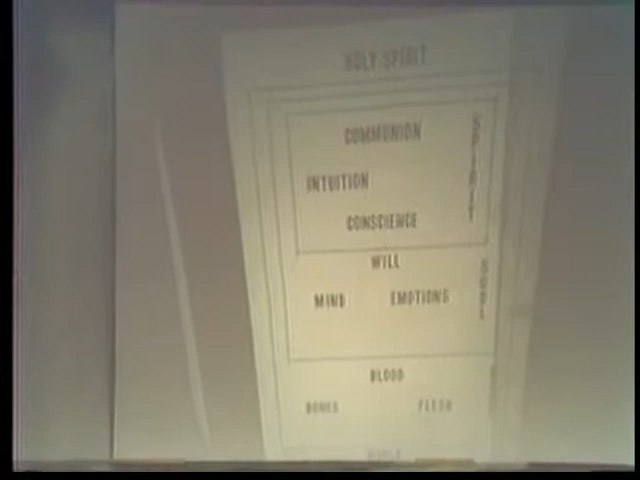 HOLY SPIRIT
COMMUNION
SPIRIT
INTUITION
CONSCIENCE
WILL
SOUL
MIND EMOTIONS
BLOOD
BONES FLESH